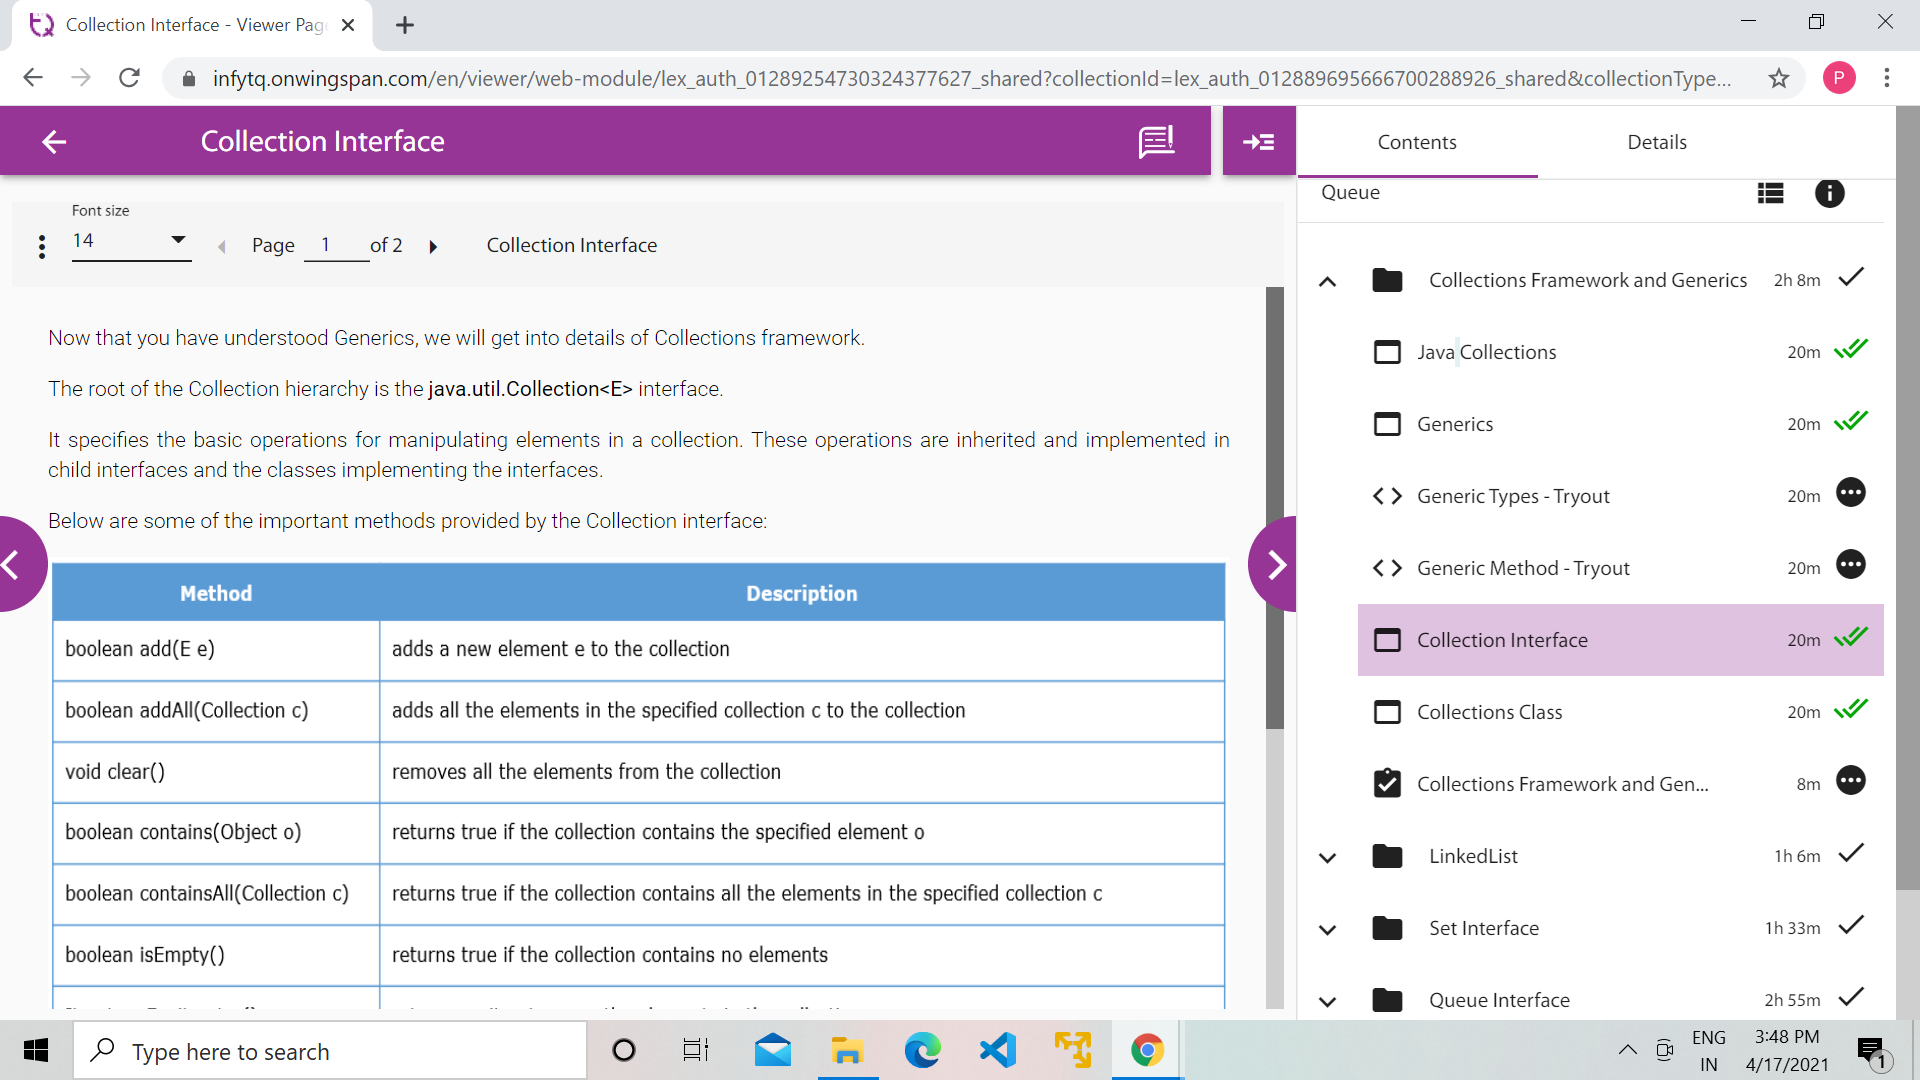 Collection Interface - Viewer Pag
infytq.onwingspan.com/en/viewer/web-module/lex_auth_01289254730324377627_shared?collectionId=lex_auth_012889695666700288926_shared&collectionType...
P
Collection Interface
Contents
Details
Font size
14
Page 1 of 2
Collection Interface
Now that you have understood Generics, we will get into details of Collections framework.
The root of the Collection hierarchy is the java.util.Collection<E> interface.
It specifies the basic operations for manipulating elements in a collection. These operations are inherited and implemented in
child interfaces and the classes implementing the interfaces.
Below are some of the important methods provided by the Collection interface:
Method Description
boolean add(E e) adds a new element e to the collection
boolean addAll(Collection c) adds all the elements in the specified collection c to the collection
void clear() removes all the elements from the collection
boolean contains(Object o) returns true if the collection contains the specified element o
boolean containsAll(Collection c) returns true if the collection contains all the elements in the specified collection c
boolean isEmpty() returns true if the collection contains no elements
Queue
Collections Framework and Generics 2h 8m
Java Collections 20m
Generics 20m
Generic Types - Tryout 20m
Generic Method - Tryout 20m
Collection Interface 20m
Collections Class 20m
Collections Framework and Gen... 8m
LinkedList 1h 6m
Set Interface 1h 33m
Queue Interface 2h 55m
Type here to search
ENG
IN
3:48 PM
4/17/2021
1